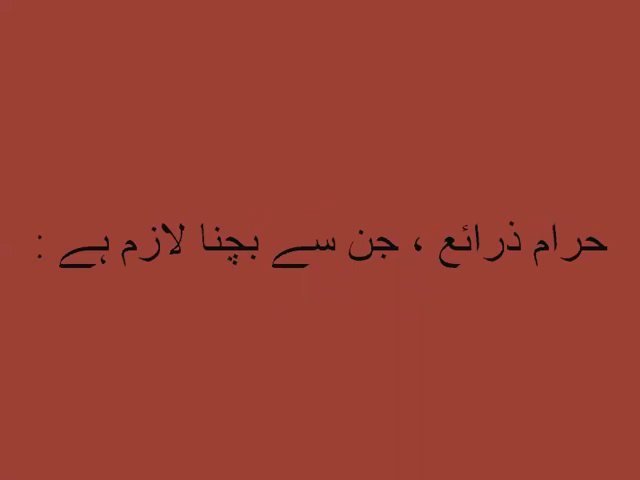 حرام ذرائع ، جن سے بچنا لازم ہے :